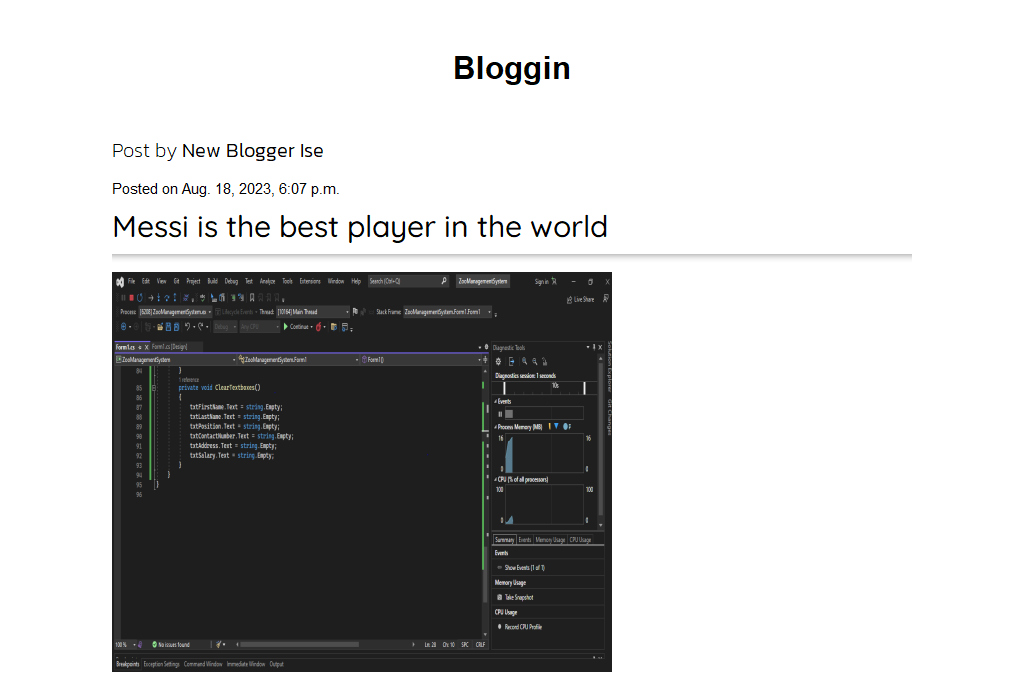 Bloggin
Post by New Blogger Ise
Posted on Aug. 18, 2023, 6:07 p.m.
Messi is the best player in the world
File Edit View Git Project Build Debug Test Analyze Tools Extensions Window Help Search (Ctrl+Q) ZooManagementSystem Sign in
Live Share
Process: [6208] ZooManagementSystem.ex Lifecycle Events Thread: [10164] Main Thread Stack Frame: ZooManagementSystem.Form1.Form1
Debug Any CPU Continue
Form1.cs Form1.cs [Design]
ZooManagementSystem ZooManagementSystem.Form1 Form1()
84 }
1 reference
85 private void ClearTextboxes()
86 {
87 txtFirstName.Text = string.Empty;
88 txtLastName.Text = string.Empty;
89 txtPosition.Text = string.Empty;
90 txtContactNumber.Text = string.Empty;
91 txtAddress.Text = string.Empty;
92 txtSalary.Text = string.Empty;
93 }
94 }
95 }
96
100 % No issues found Ln: 28 Ch: 10 SPC CRLF
Breakpoints Exception Settings Command Window Immediate Window Output
Diagnostic Tools
Diagnostics session: 1 seconds
10s
Events
Process Memory (MB)
16 16
0 0
CPU (% of all processors)
100 100
0 0
Summary Events Memory Usage CPU Usage
Events
Show Events (1 of 1)
Memory Usage
Take Snapshot
CPU Usage
Record CPU Profile
Solution Explorer
Git Changes